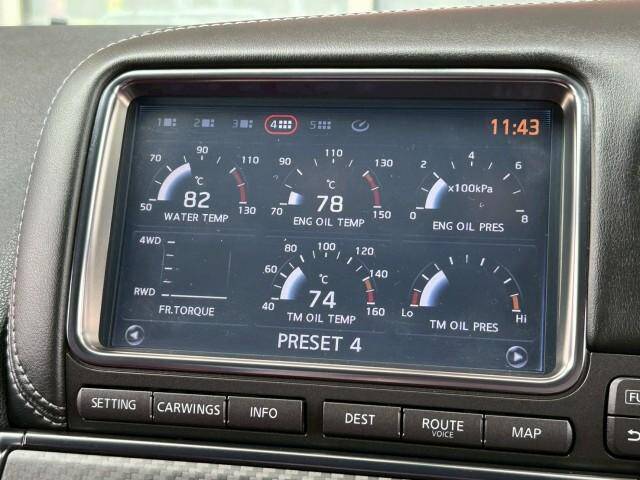 1 2 3 4 5 11:43
90
70 110
°C
50 82 130
WATER TEMP
110
90 130
°C
70 78 150
ENG OIL TEMP
4
2 6
x100kPa
0 8
ENG OIL PRES
4WD
RWD
FR.TORQUE
100
80 120
60 °C 140
40 74 160
TM OIL TEMP
Lo Hi
TM OIL PRES
PRESET 4
SETTING CARWINGS INFO DEST ROUTE MAP
VOICE